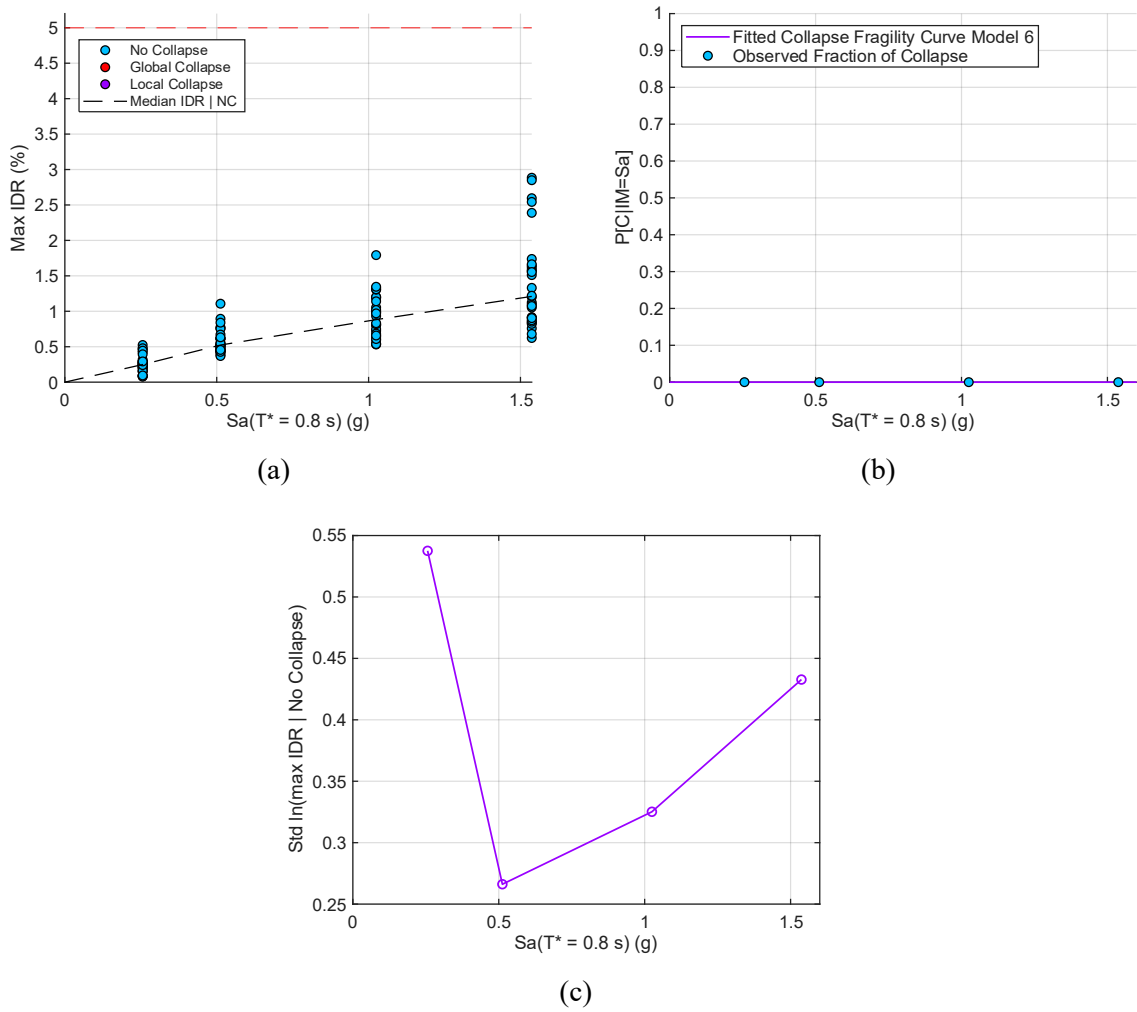 5
4.5
4
3.5
3
2.5
2
1.5
1
0.5
0
Max IDR (%)
No Collapse
Global Collapse
Local Collapse
Median IDR | NC
0 0.5 1 1.5
Sa(T* = 0.8 s) (g)
(a)
1
0.9
0.8
0.7
0.6
0.5
0.4
0.3
0.2
0.1
0
P[C|IM=Sa]
Fitted Collapse Fragility Curve Model 6
Observed Fraction of Collapse
0 0.5 1 1.5
Sa(T* = 0.8 s) (g)
(b)
0.55
0.5
0.45
0.4
0.35
0.3
0.25
Std ln(max IDR | No Collapse)
0 0.5 1 1.5
Sa(T* = 0.8 s) (g)
(c)